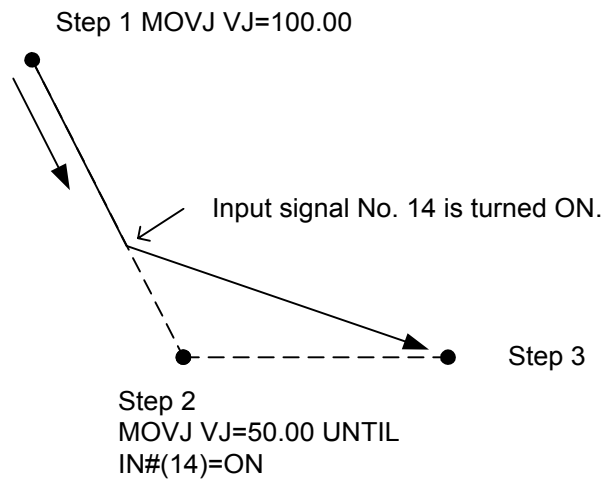 Step 1 MOVJ VJ=100.00
Input signal No. 14 is turned ON.
Step 3
Step 2
MOVJ VJ=50.00 UNTIL
IN#(14)=ON